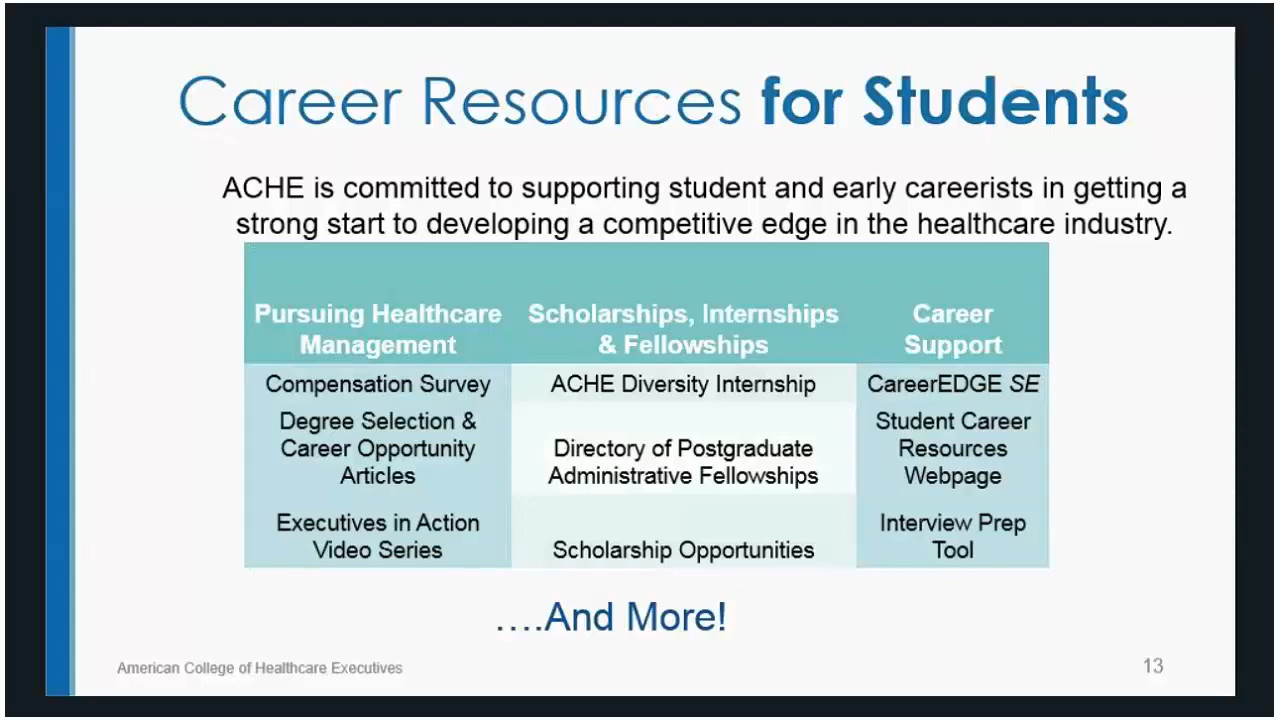 Career Resources for Students
ACHE is committed to supporting student and early careerists in getting a
strong start to developing a competitive edge in the healthcare industry.
Pursuing Healthcare
Management
Scholarships, Internships
& Fellowships
Career
Support
Compensation Survey
ACHE Diversity Internship
CareerEDGE SE
Degree Selection &
Career Opportunity
Articles
Directory of Postgraduate
Administrative Fellowships
Student Career
Resources
Webpage
Executives in Action
Video Series
Scholarship Opportunities
Interview Prep
Tool
….And More!
American College of Healthcare Executives
13